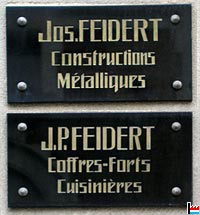 Jos.FEIDERT
Constructions
Métalliques
J.P.FEIDERT
Coffres-Forts
Cuisinières